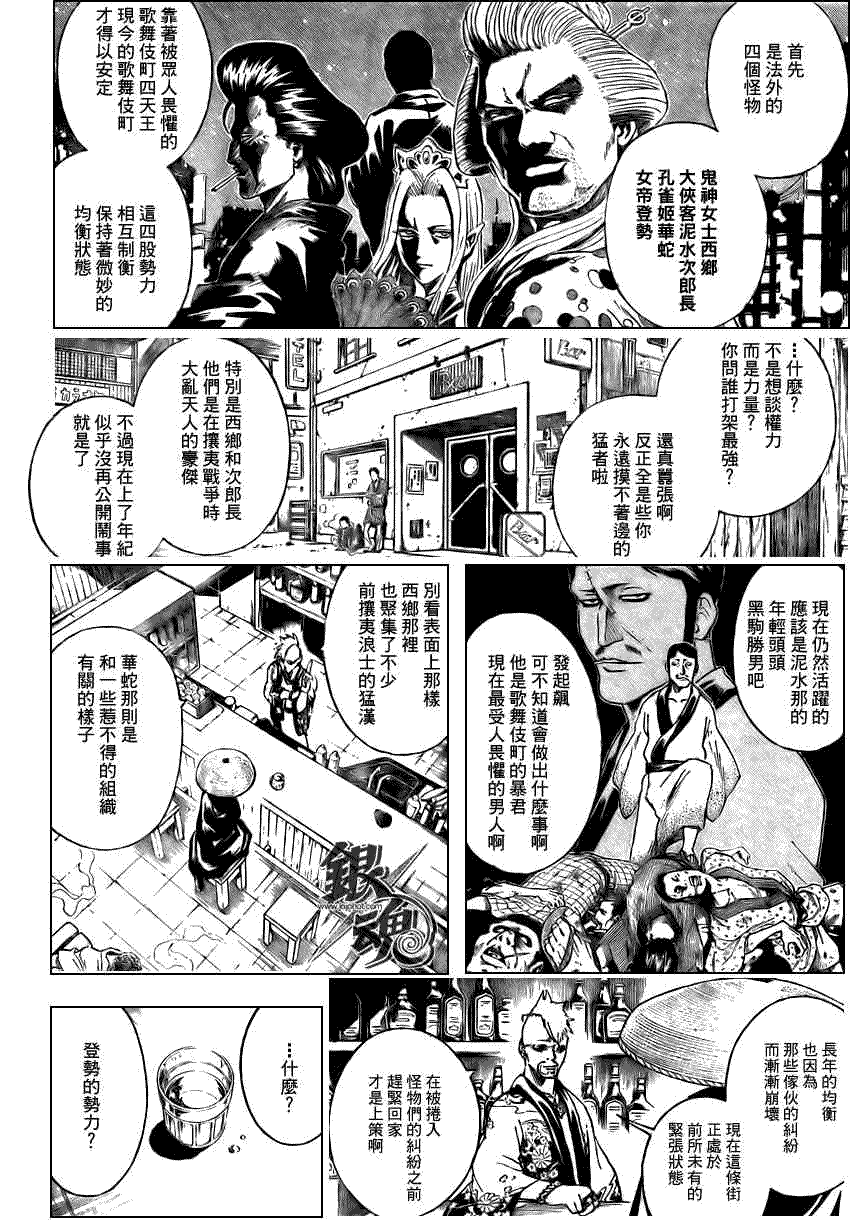 首先
是法外的
四個怪物
鬼神女士西鄉
大俠客泥水次郎長
孔雀姬華蛇
女帝登勢
靠著被眾人畏懼的
歌舞伎町四天王
現今的歌舞伎町
才得以安定
這四股勢力
相互制衡
保持著微妙的
均衡狀態
…什麼?
不是想談權力
而是力量?
你問誰打架最強?
還真囂張啊
反正全是些你
永遠摸不著邊的
猛者啦
Bar
Bar
Bar
TEL
特別是西鄉和次郎長
他們是在攘夷戰爭時
大亂天人的豪傑
不過現在上了年紀
似乎沒再公開鬧事
就是了
現在仍然活躍的
應該是泥水那的
年輕頭頭
黑駒勝男吧
發起飆
可不知道會做出什麼事啊
他是歌舞伎町的暴君
現在最受人畏懼的男人啊
別看表面上那樣
西鄉那裡
也聚集了不少
前攘夷浪士的猛漢
華蛇那則是
和一些惹不得的組織
有關的樣子
銀魂
長年的均衡
也因為
那些傢伙的糾紛
而漸漸崩壞
現在這條街
正處於
前所未有的
緊張狀態
在被捲入
怪物們的糾紛之前
趕緊回家
才是上策啊
…什麼?
登勢的勢力?